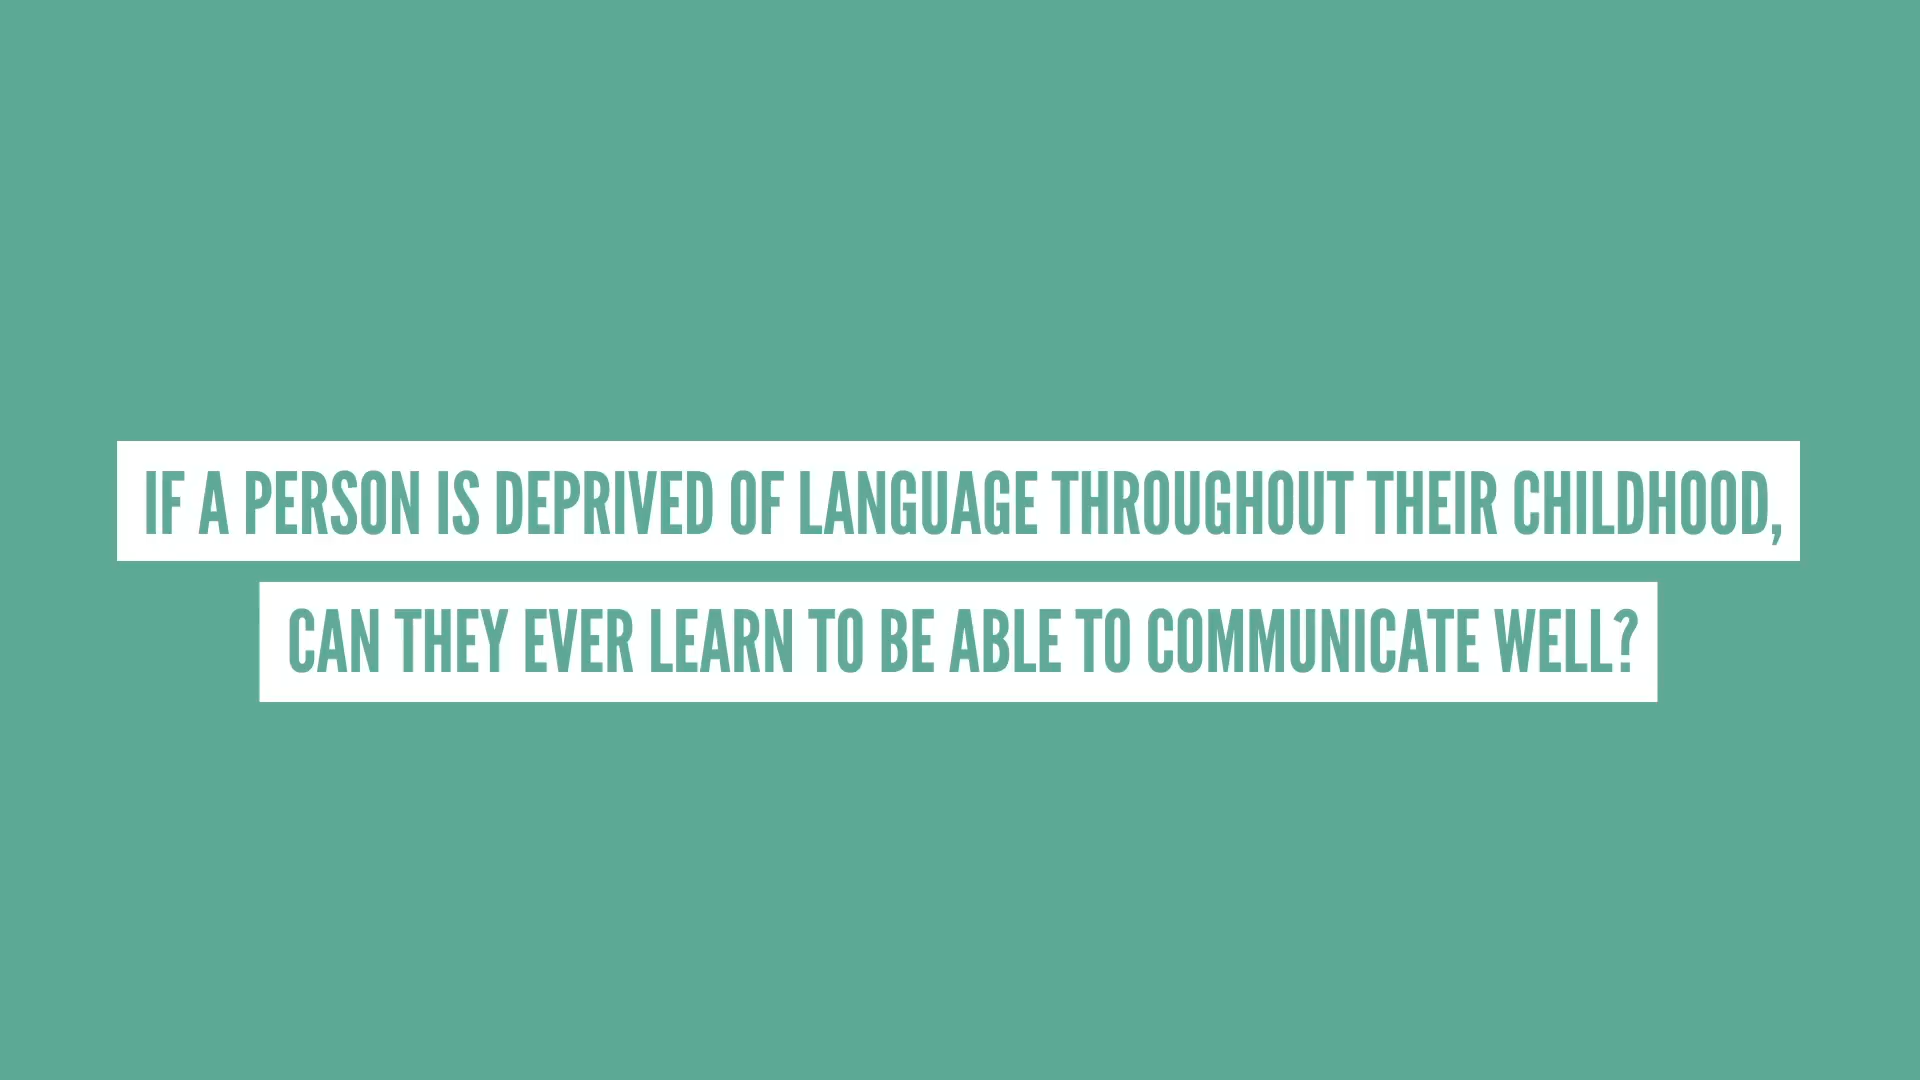 IF A PERSON IS DEPRIVED OF LANGUAGE THROUGHOUT THEIR CHILDHOOD,
CAN THEY EVER LEARN TO BE ABLE TO COMMUNICATE WELL?